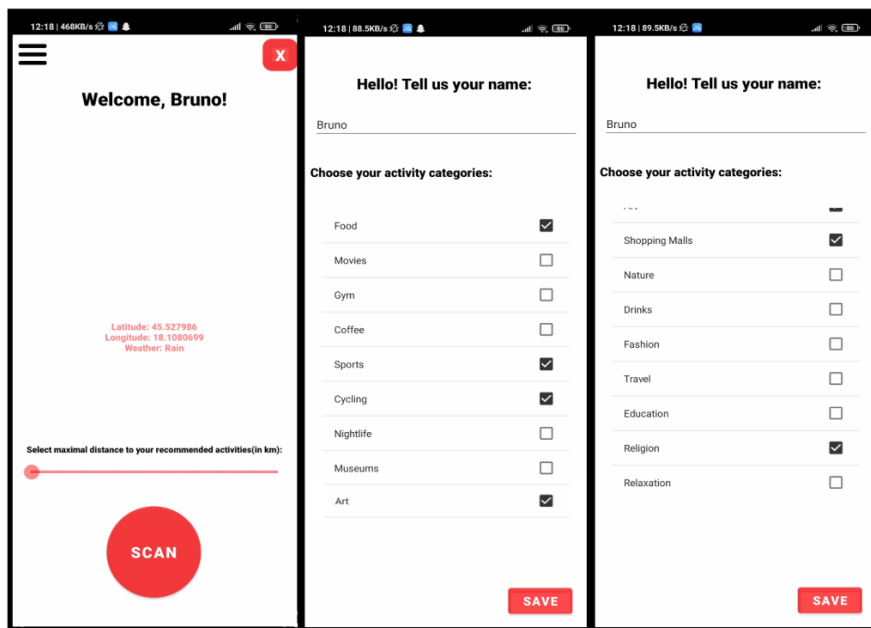 12:18 | 468KB/s
86
X
Welcome, Bruno!
Latitude: 45.527986
Longitude: 18.1080699
Weather: Rain
Select maximal distance to your recommended activities(in km):
SCAN
12:18 | 88.5KB/s
86
Hello! Tell us your name:
Bruno
Choose your activity categories:
Food
Movies
Gym
Coffee
Sports
Cycling
Nightlife
Museums
Art
SAVE
12:18 | 89.5KB/s
86
Hello! Tell us your name:
Bruno
Choose your activity categories:
Shopping Malls
Nature
Drinks
Fashion
Travel
Education
Religion
Relaxation
SAVE